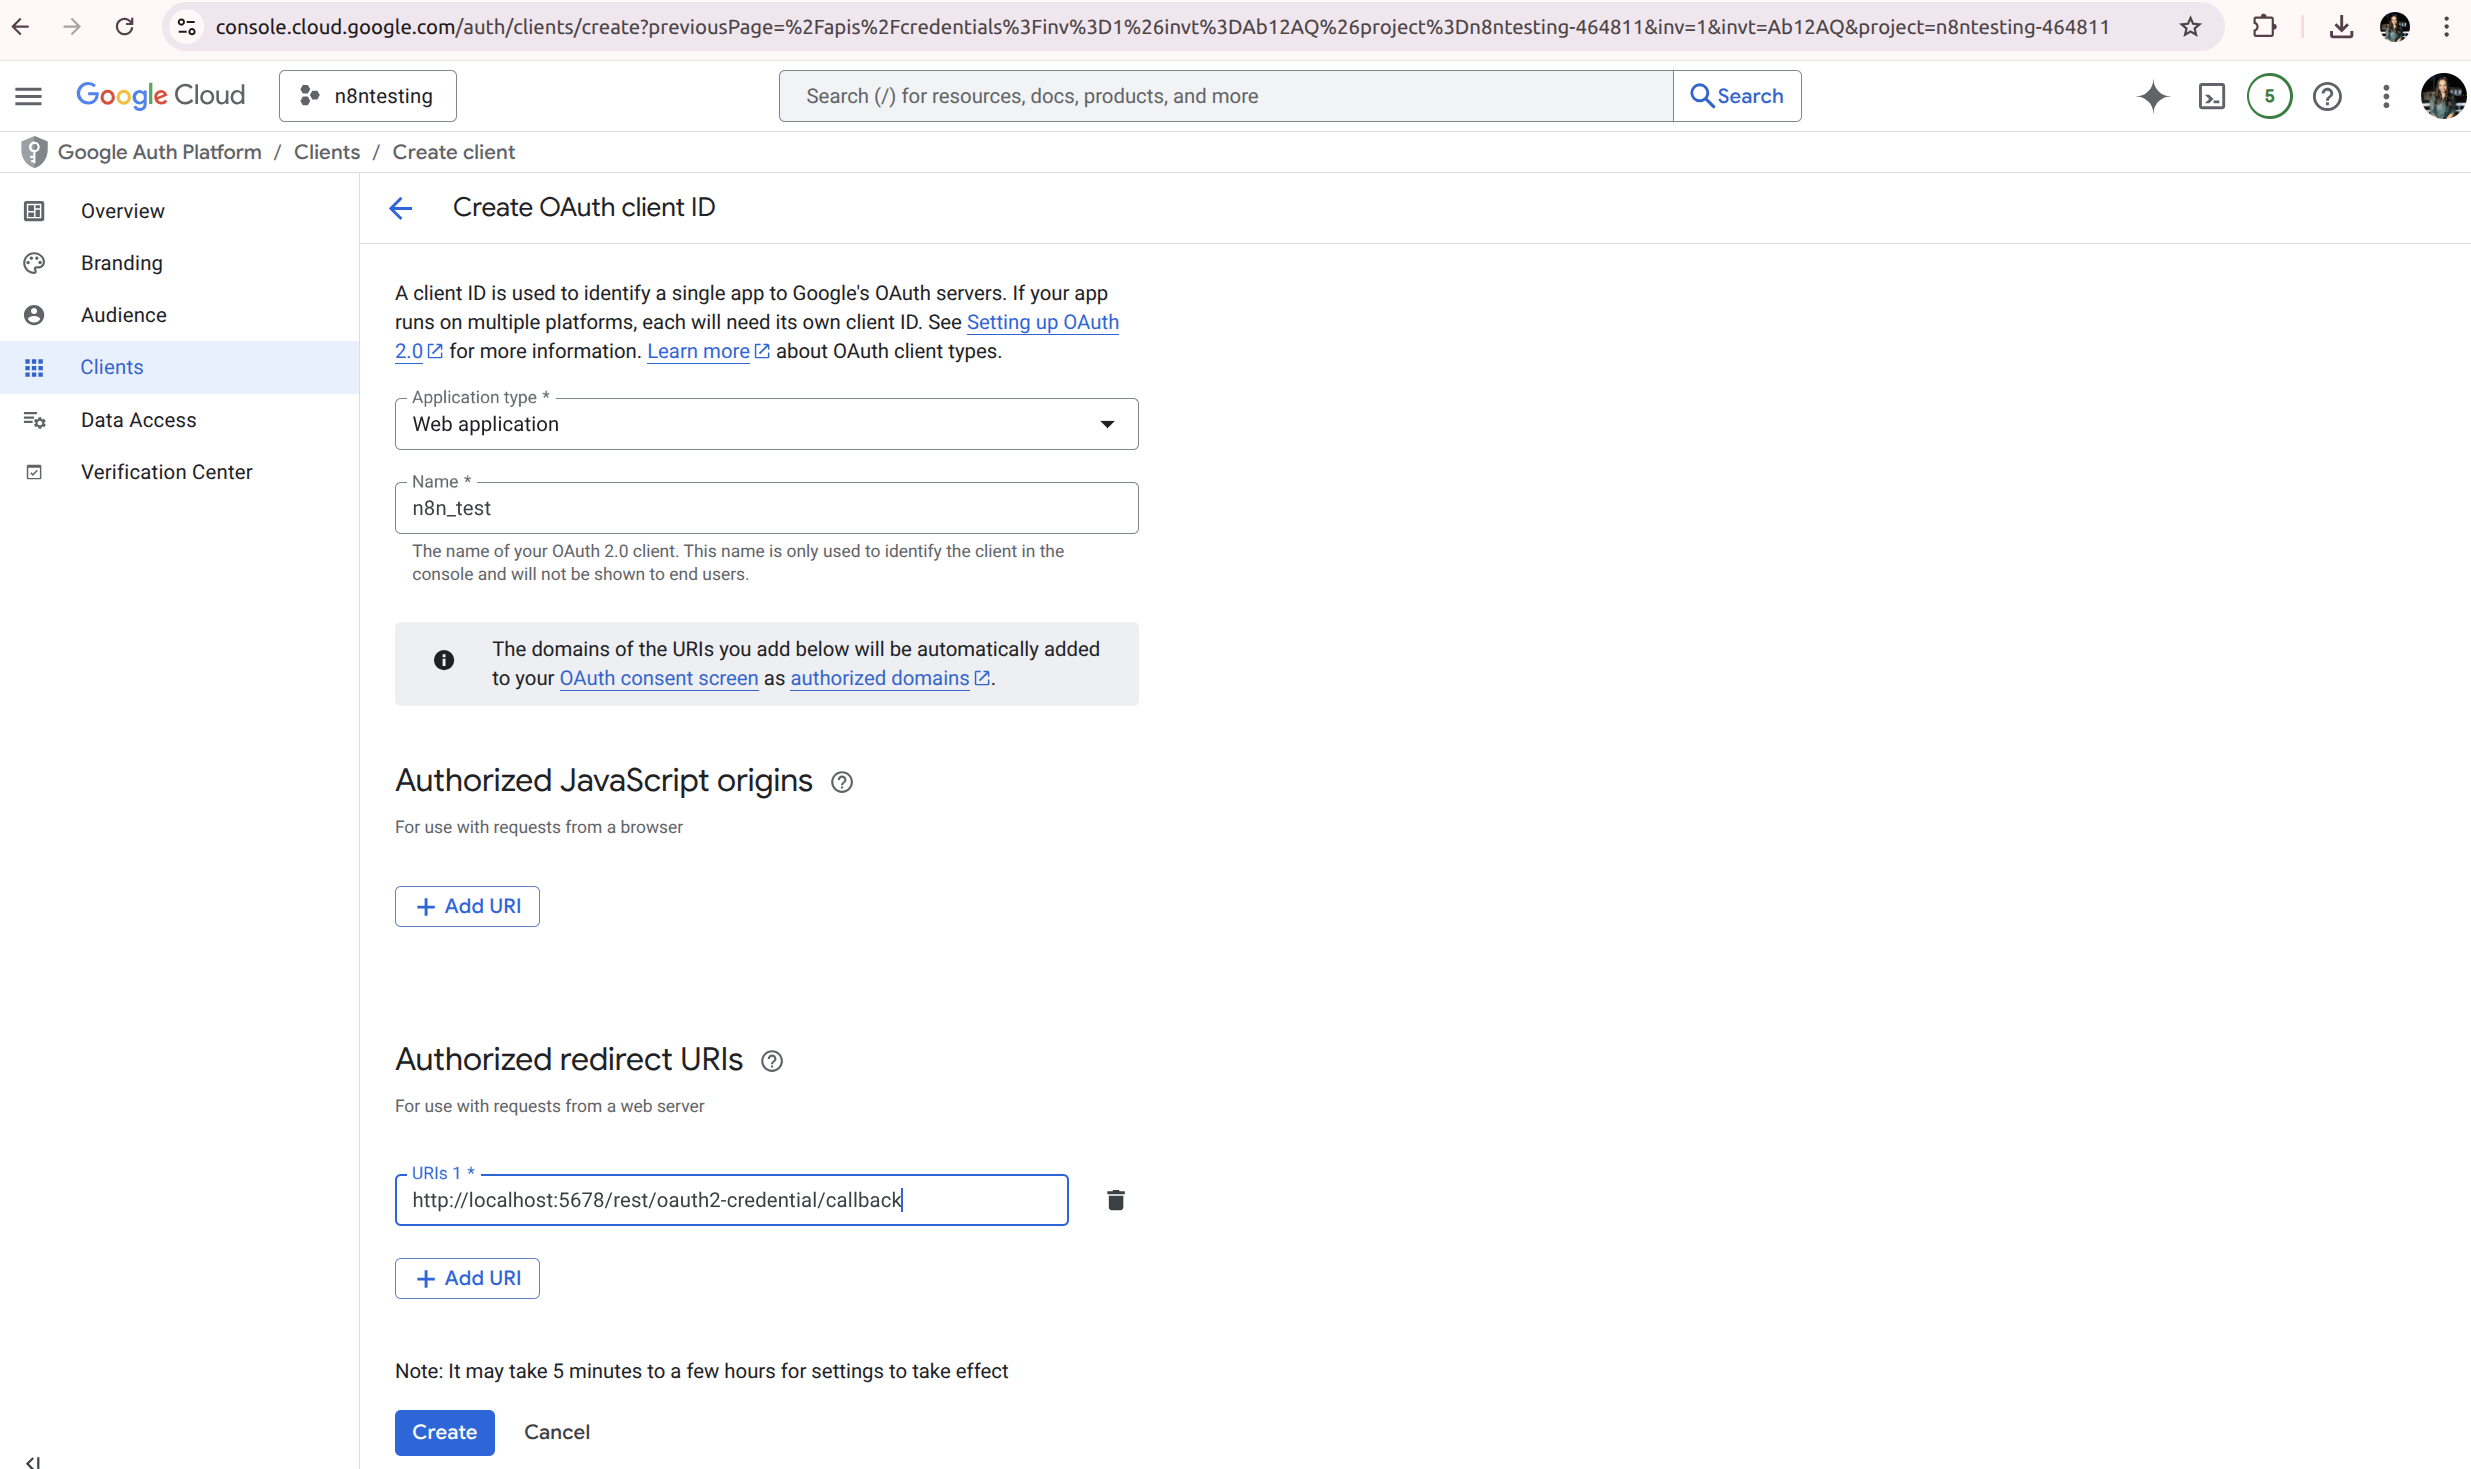 console.cloud.google.com/auth/clients/create?previousPage=%2Fapis%2Fcredentials%3Finv%3D1%26invt%3DAb12AQ%26project%3Dn8ntesting-464811&inv=1&invt=Ab12AQ&project=n8ntesting-464811
Google Cloud
n8ntesting
Search (/) for resources, docs, products, and more
Search
5
Google Auth Platform / Clients / Create client
Overview
Branding
Audience
Clients
Data Access
Verification Center
Create OAuth client ID
A client ID is used to identify a single app to Google's OAuth servers. If your app
runs on multiple platforms, each will need its own client ID. See Setting up OAuth
2.0 for more information. Learn more about OAuth client types.
Application type *
Web application
Name *
n8n_test
The name of your OAuth 2.0 client. This name is only used to identify the client in the
console and will not be shown to end users.
The domains of the URIs you add below will be automatically added
to your OAuth consent screen as authorized domains.
Authorized JavaScript origins
For use with requests from a browser
+ Add URI
Authorized redirect URIs
For use with requests from a web server
URIs 1 *
http://localhost:5678/rest/oauth2-credential/callback
+ Add URI
Note: It may take 5 minutes to a few hours for settings to take effect
Create
Cancel